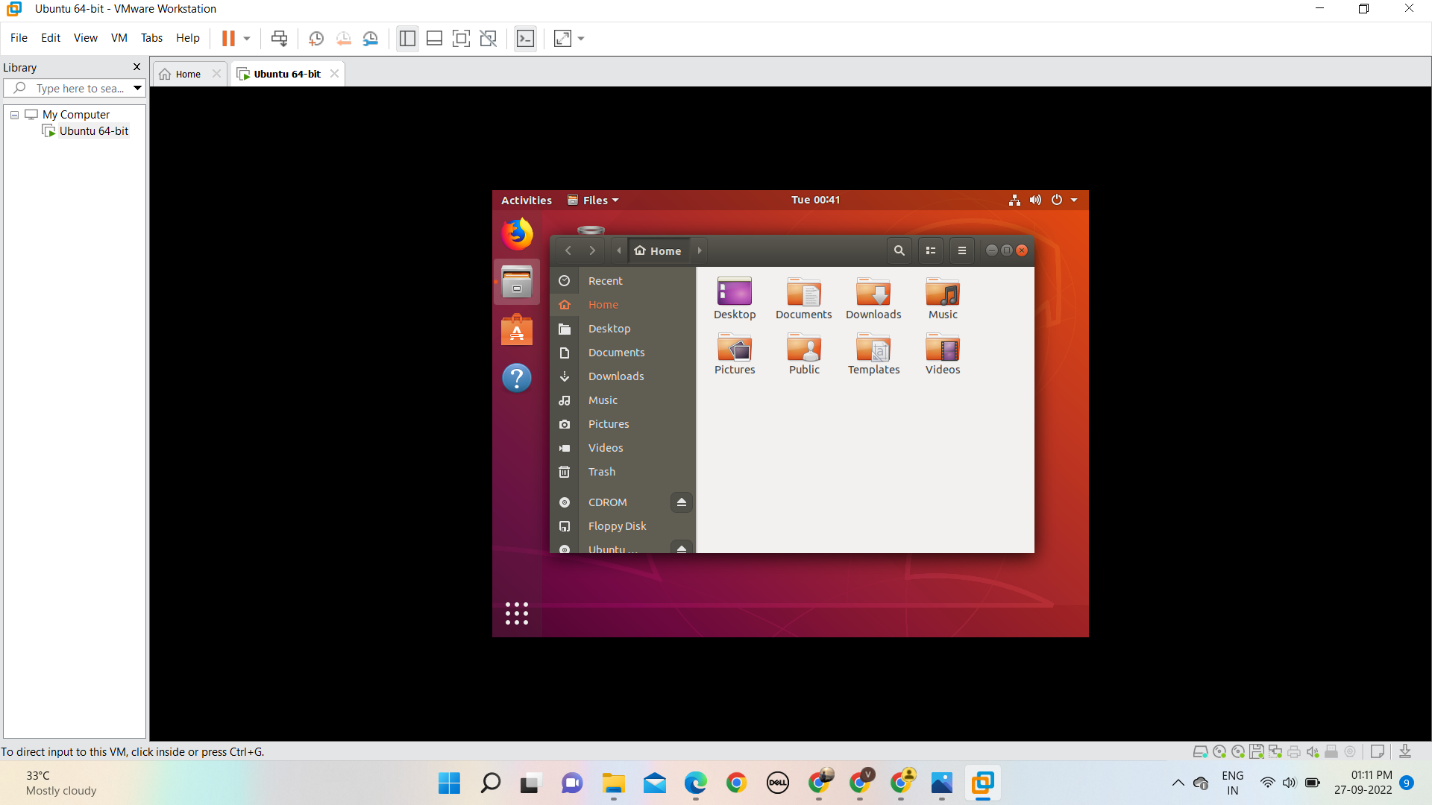 Ubuntu 64-bit - VMware Workstation
File Edit View VM Tabs Help
Library
Type here to sea...
My Computer
Ubuntu 64-bit
Home
Ubuntu 64-bit
Activities Files Tue 00:41
Home
Recent
Home
Desktop
Documents
Downloads
Music
Pictures
Videos
Trash
CDROM
Floppy Disk
Ubuntu ...
Desktop Documents Downloads Music
Pictures Public Templates Videos
To direct input to this VM, click inside or press Ctrl+G.
33°C
Mostly cloudy
DELL
V
ENG
IN
01:11 PM
27-09-2022
9